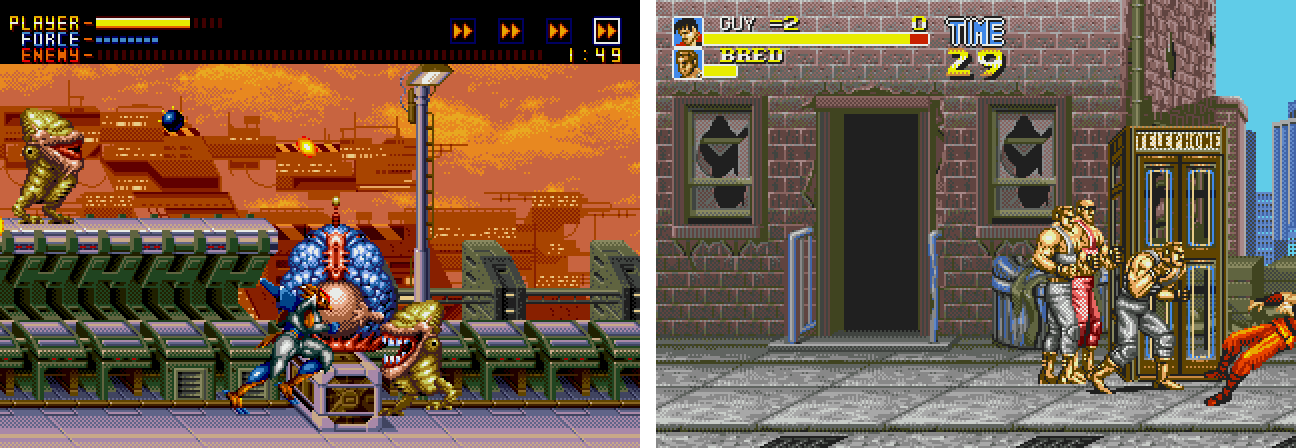 PLAYER-
FORCE-
ENEMY-
1:49
GUY =2 0
BRED
TIME
29
TELEPHONE